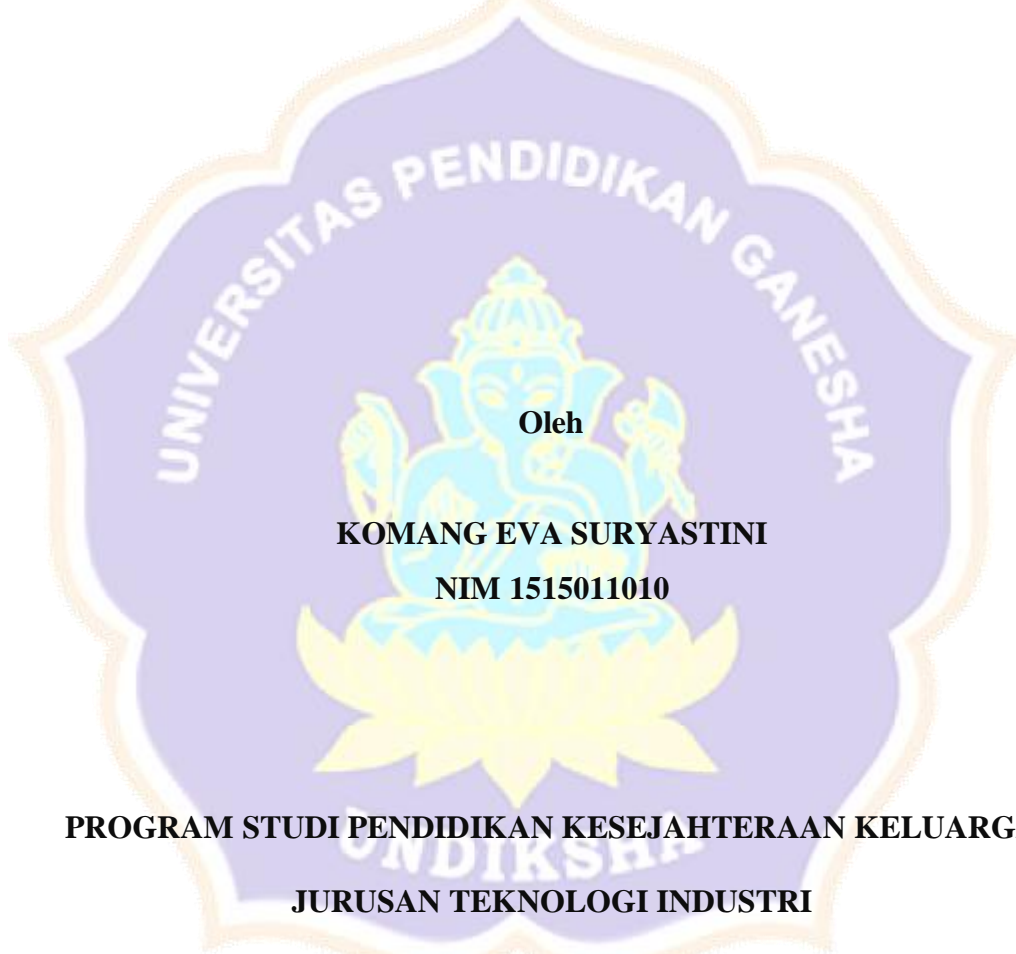 UNIVERSITAS PENDIDIKAN GANESHA
Oleh
KOMANG EVA SURYASTINI
NIM 1515011010
PROGRAM STUDI PENDIDIKAN KESEJAHTERAAN KELUARG
UNDIKSHA
JURUSAN TEKNOLOGI INDUSTRI